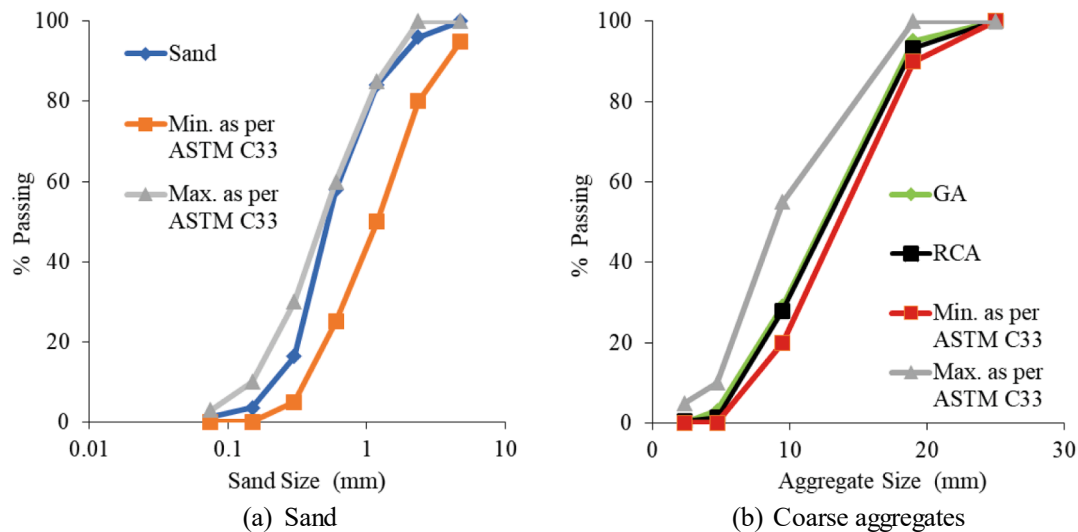 % Passing
100
80
60
40
20
0
Sand
Min. as per
ASTM C33
Max. as per
ASTM C33
0.01
0.1
1
10
Sand Size (mm)
(a) Sand
% Passing
100
80
60
40
20
0
GA
RCA
Min. as per
ASTM C33
Max. as per
ASTM C33
0
10
20
30
Aggregate Size (mm)
(b) Coarse aggregates